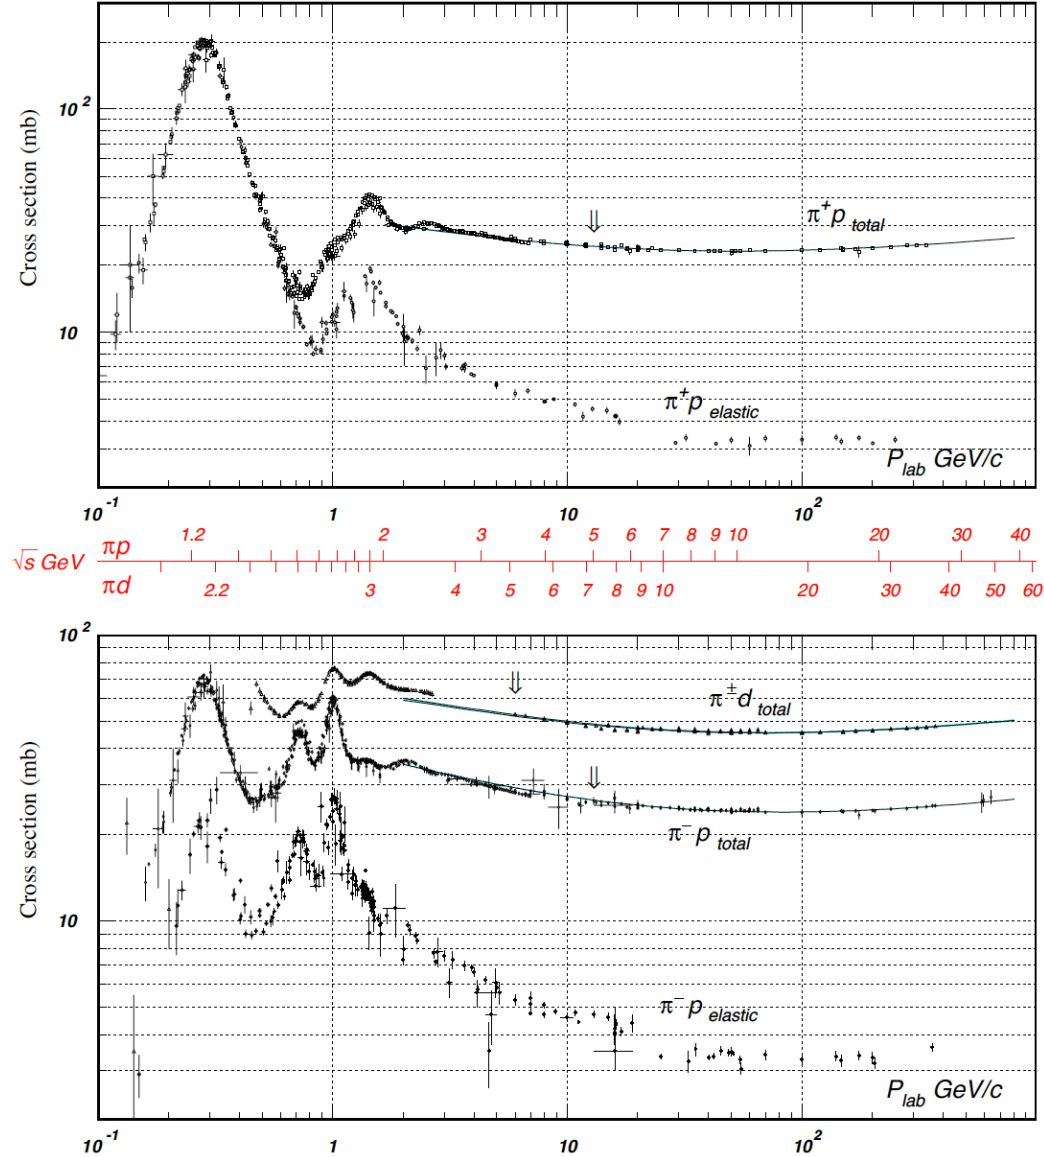 Cross section (mb)
10²
10
π⁺p total
π⁺p elastic
P lab GeV/c
10⁻¹ 1 10 10²
πp 1.2 2 3 4 5 6 7 8 9 10 20 30 40
√s GeV
πd 2.2 3 4 5 6 7 8 9 10 20 30 40 50 60
Cross section (mb)
10²
10
π±d total
π⁻p total
π⁻p elastic
P lab GeV/c
10⁻¹ 1 10 10²